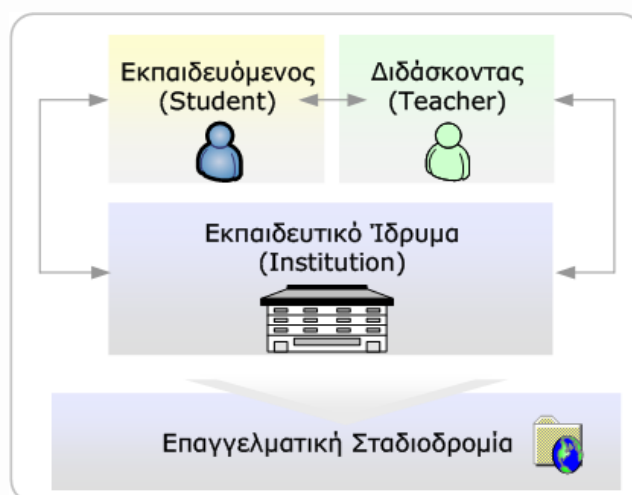 Εκπαιδευόμενος
(Student)
Διδάσκοντας
(Teacher)
Εκπαιδευτικό Ίδρυμα
(Institution)
Επαγγελματική Σταδιοδρομία